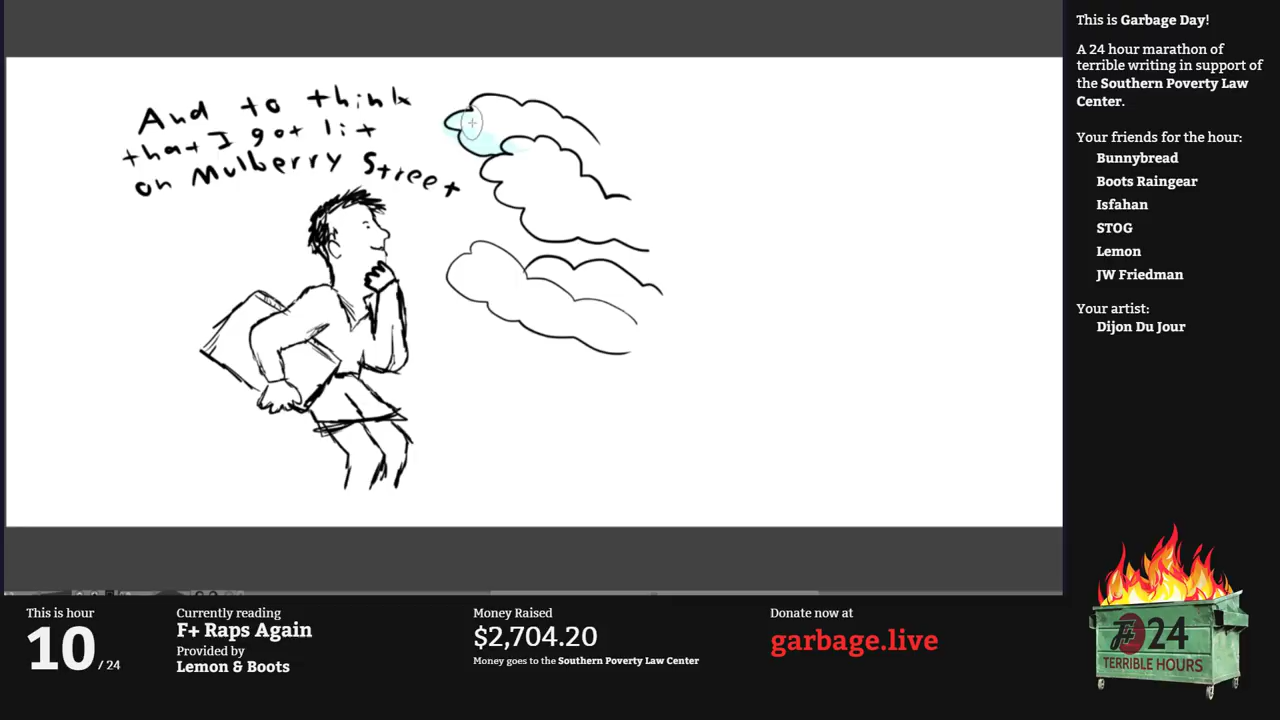 And to think
that I got lit
on Mulberry Street
This is Garbage Day!
A 24 hour marathon of
terrible writing in support of
the Southern Poverty Law
Center.
Your friends for the hour:
Bunnybread
Boots Raingear
Isfahan
STOG
Lemon
JW Friedman
Your artist:
Dijon Du Jour
This is hour
10 / 24
Currently reading
F+ Raps Again
Provided by
Lemon & Boots
Money Raised
$2,704.20
Money goes to the Southern Poverty Law Center
Donate now at
garbage.live
F+ 24
TERRIBLE HOURS